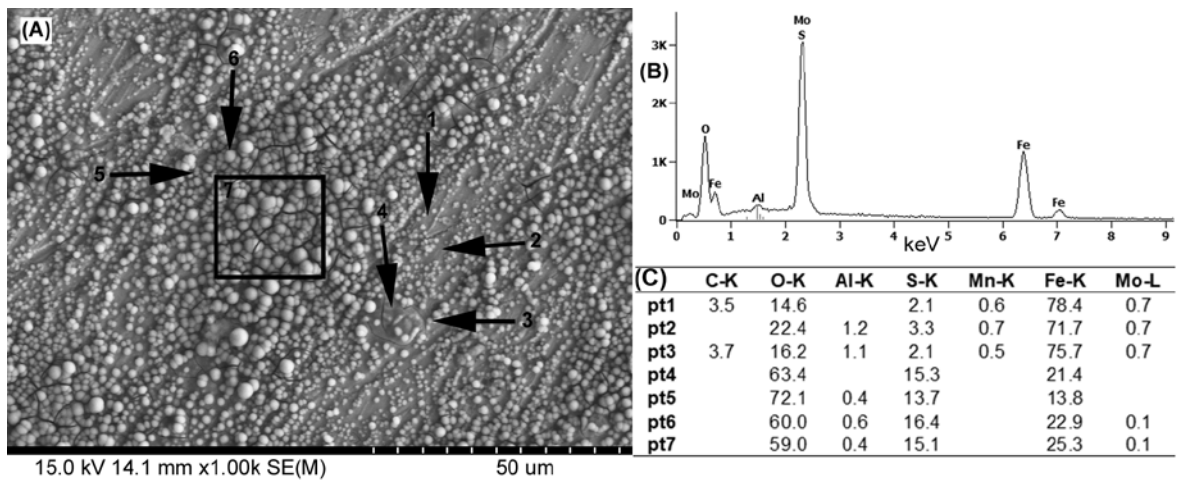 (A)
6
1
5
7
4
2
3
15.0 kV 14.1 mm x1.00k SE(M) 50 um
(B)
Mo
S
3K
2K
O
1K
Fe
Fe
Mo
Al
Fe
0
0 1 2 3 4 5 6 7 8 9
keV
(C) C-K O-K Al-K S-K Mn-K Fe-K Mo-L
pt1 3.5 14.6 2.1 0.6 78.4 0.7
pt2 22.4 1.2 3.3 0.7 71.7 0.7
pt3 3.7 16.2 1.1 2.1 0.5 75.7 0.7
pt4 63.4 15.3 21.4
pt5 72.1 0.4 13.7 13.8
pt6 60.0 0.6 16.4 22.9 0.1
pt7 59.0 0.4 15.1 25.3 0.1